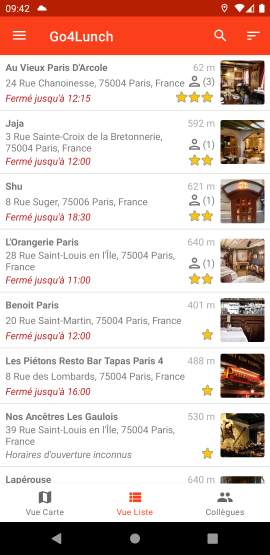 09:42
Go4Lunch
Au Vieux Paris D'Arcole 62 m
24 Rue Chanoinesse, 75004 Paris, France (3)
Fermé jusqu'à 12:15
Jaja 592 m
3 Rue Sainte-Croix de la Bretonnerie,
75004 Paris, France (1)
Fermé jusqu'à 12:00
Shu 621 m
8 Rue Suger, 75006 Paris, France (1)
Fermé jusqu'à 18:30
L'Orangerie Paris 640 m
28 Rue Saint-Louis en l'Île, 75004 Paris,
France (1)
Fermé jusqu'à 11:00
Benoit Paris 401 m
20 Rue Saint-Martin, 75004 Paris, France
Fermé jusqu'à 12:00
Les Piétons Resto Bar Tapas Paris 4 488 m
8 Rue des Lombards, 75004 Paris, France
Fermé jusqu'à 16:00
Nos Ancêtres Les Gaulois 530 m
39 Rue Saint-Louis en l'Île, 75004 Paris,
France
Horaires d'ouverture inconnus
Lapérouse 640 m
Vue Carte
Vue Liste
Collègues